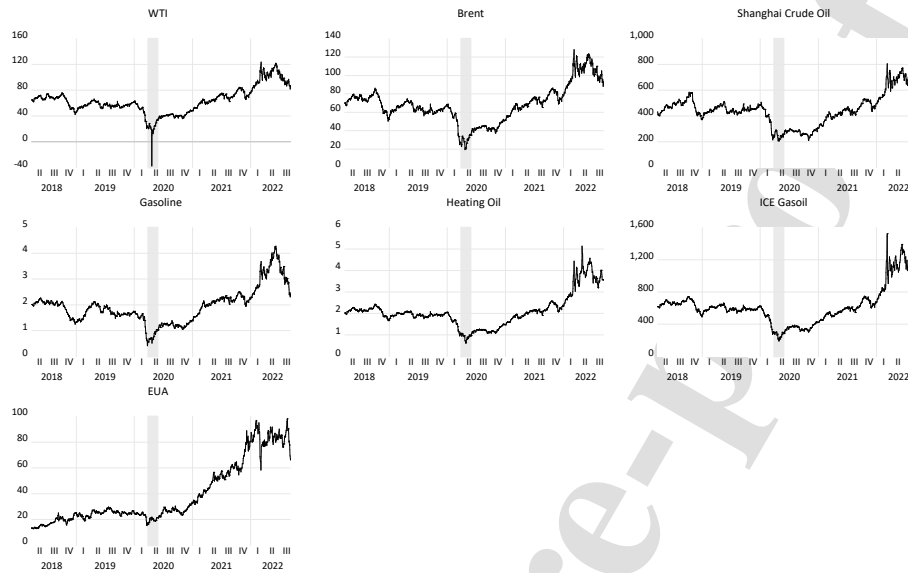 WTI
160
120
80
40
0
-40
II III IV I II III IV I II III IV I II III IV I II III
2018 2019 2020 2021 2022
Brent
140
120
100
80
60
40
20
0
II III IV I II III IV I II III IV I II III IV I II III
2018 2019 2020 2021 2022
Shanghai Crude Oil
1,000
800
600
400
200
0
II III IV I II III IV I II III IV I II III IV I II
2018 2019 2020 2021 2022
Gasoline
5
4
3
2
1
0
II III IV I II III IV I II III IV I II III IV I II III
2018 2019 2020 2021 2022
Heating Oil
6
5
4
3
2
1
0
II III IV I II III IV I II III IV I II III IV I II III
2018 2019 2020 2021 2022
ICE Gasoil
1,600
1,200
800
400
0
II III IV I II III IV I II III IV I II III IV I II
2018 2019 2020 2021 2022
EUA
100
80
60
40
20
0
II III IV I II III IV I II III IV I II III IV I II III
2018 2019 2020 2021 2022